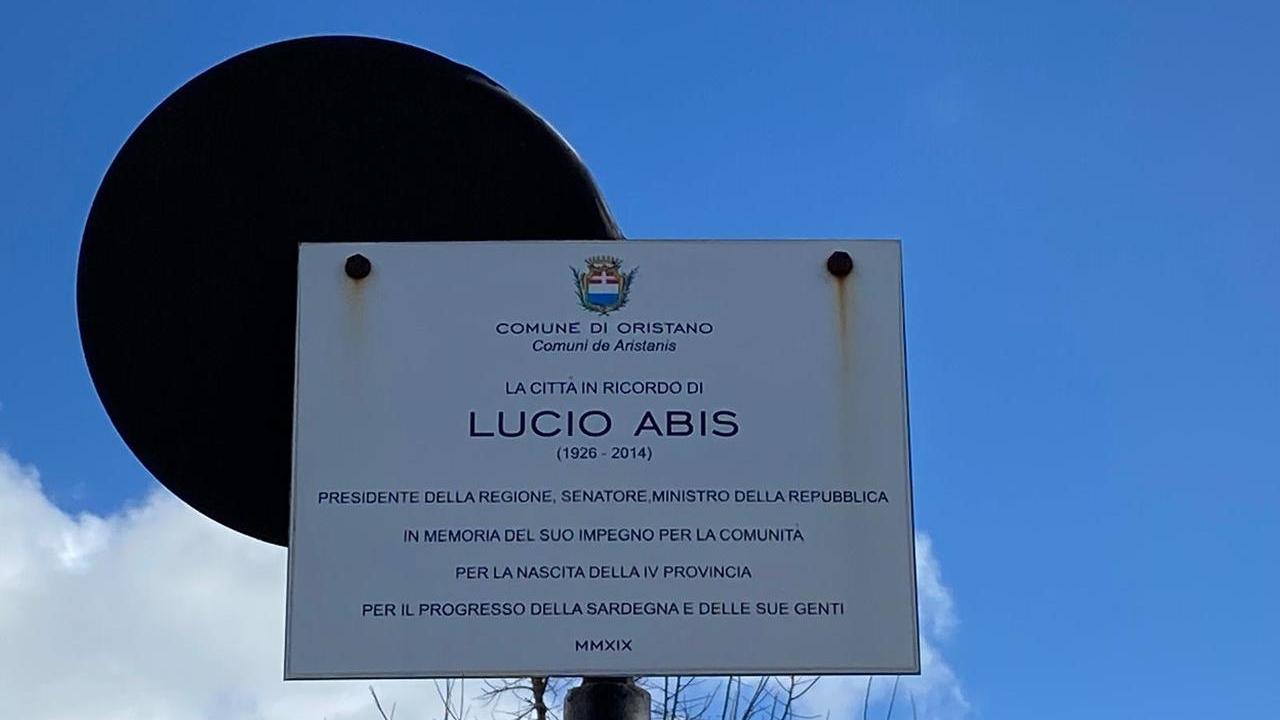 COMUNE DI ORISTANO
Comuni de Aristanis
LA CITTÀ IN RICORDO DI
LUCIO ABIS
(1926 - 2014)
PRESIDENTE DELLA REGIONE, SENATORE,MINISTRO DELLA REPUBBLICA
IN MEMORIA DEL SUO IMPEGNO PER LA COMUNITÀ
PER LA NASCITA DELLA IV PROVINCIA
PER IL PROGRESSO DELLA SARDEGNA E DELLE SUE GENTI
MMXIX